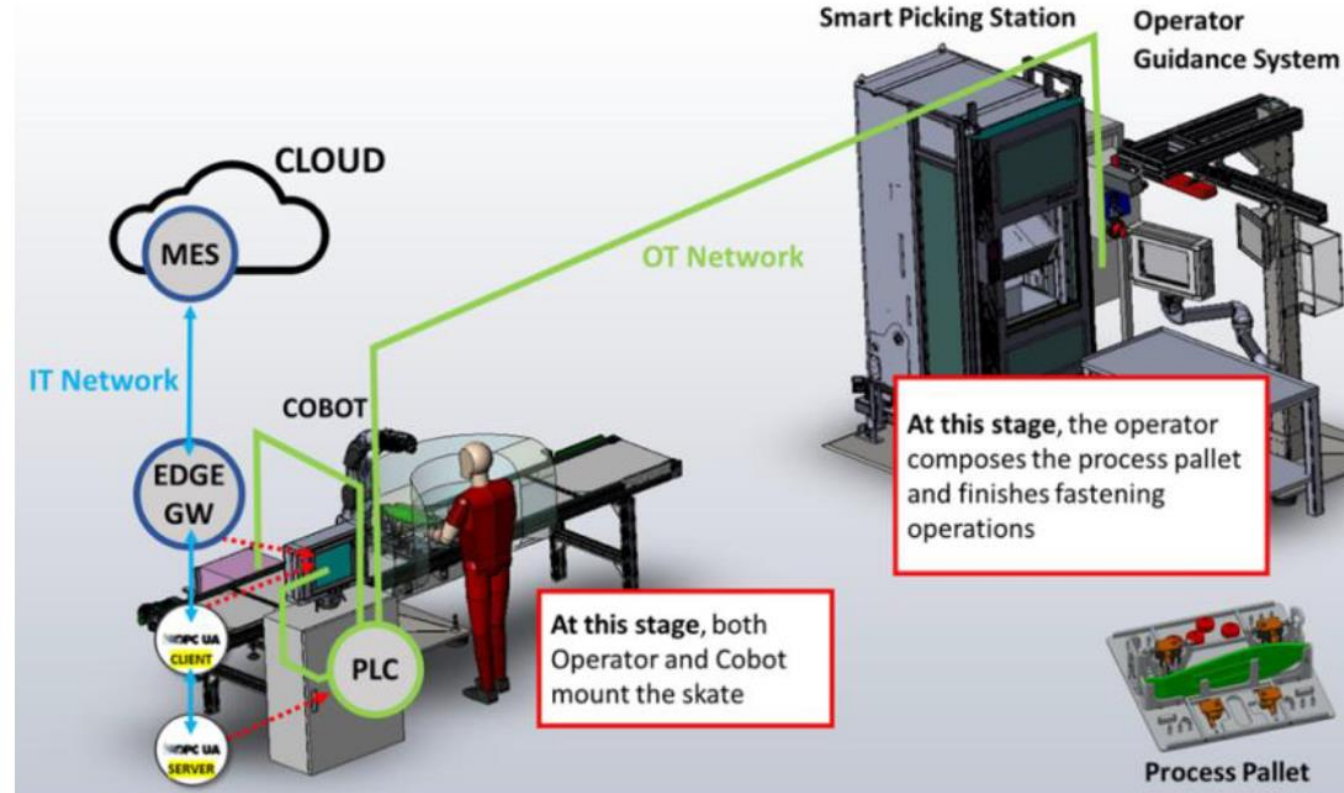 Smart Picking Station
Operator
Guidance System
CLOUD
MES
OT Network
IT Network
COBOT
EDGE
GW
At this stage, the operator
composes the process pallet
and finishes fastening
operations
OPC UA
CLIENT
PLC
At this stage, both
Operator and Cobot
mount the skate
OPC UA
SERVER
Process Pallet